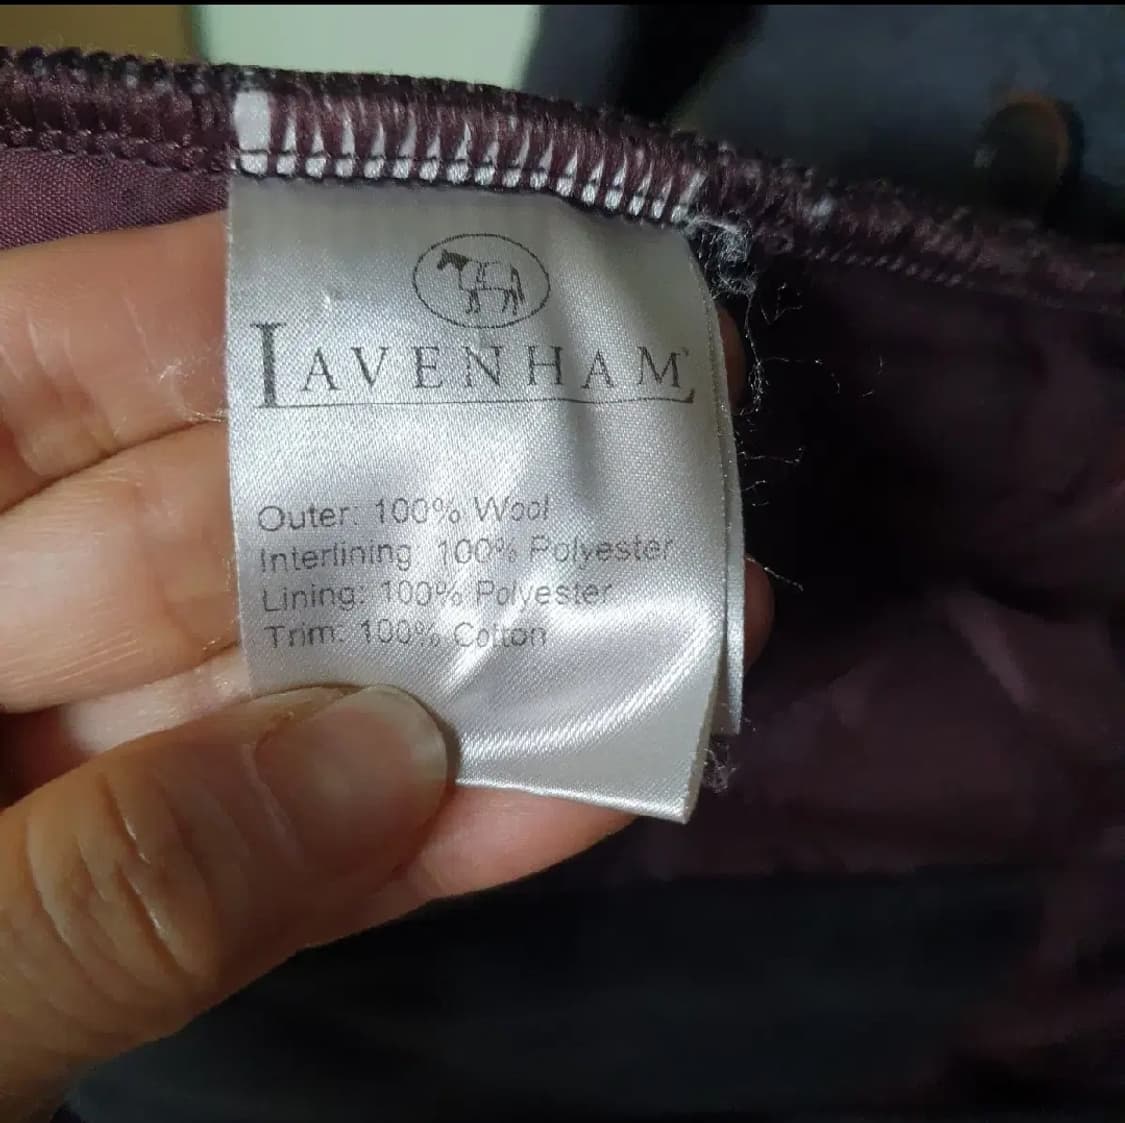 LAVENHAM
Outer: 100% Wool
Interlining 100% Polyester
Lining: 100% Polyester
Trim: 100% Cotton